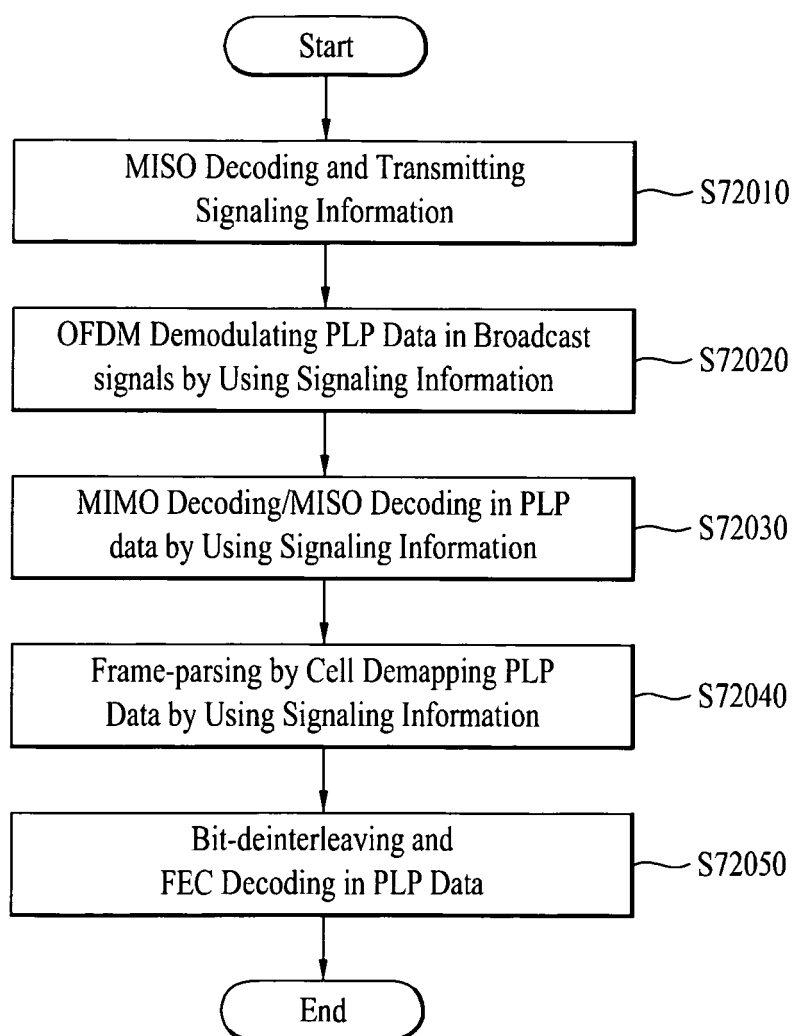 Start
MISO Decoding and Transmitting
Signaling Information
S72010
OFDM Demodulating PLP Data in Broadcast
signals by Using Signaling Information
S72020
MIMO Decoding/MISO Decoding in PLP
data by Using Signaling Information
S72030
Frame-parsing by Cell Demapping PLP
Data by Using Signaling Information
S72040
Bit-deinterleaving and
FEC Decoding in PLP Data
S72050
End